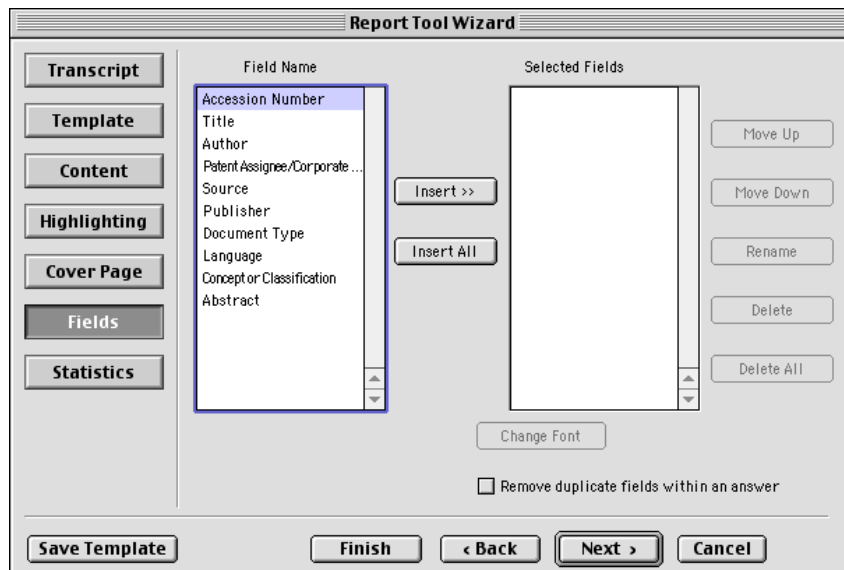 Report Tool Wizard
Transcript
Template
Content
Highlighting
Cover Page
Fields
Statistics
Field Name
Accession Number
Title
Author
Patent Assignee/Corporate ...
Source
Publisher
Document Type
Language
Concept or Classification
Abstract
Insert >>
Insert All
Selected Fields
Move Up
Move Down
Rename
Delete
Delete All
Change Font
Remove duplicate fields within an answer
Save Template
Finish
‹ Back
Next ›
Cancel